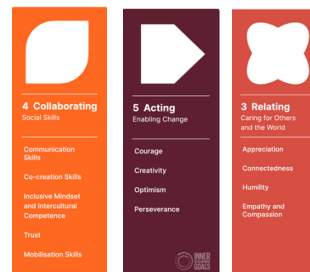 4 Collaborating
Social Skills
Communication
Skills
Co-creation Skills
Inclusive Mindset
and Intercultural
Competence
Trust
Mobilisation Skills
5 Acting
Enabling Change
Courage
Creativity
Optimism
Perseverance
INNER
GOALS
3 Relating
Caring for Others
and the World
Appreciation
Connectedness
Humility
Empathy and
Compassion